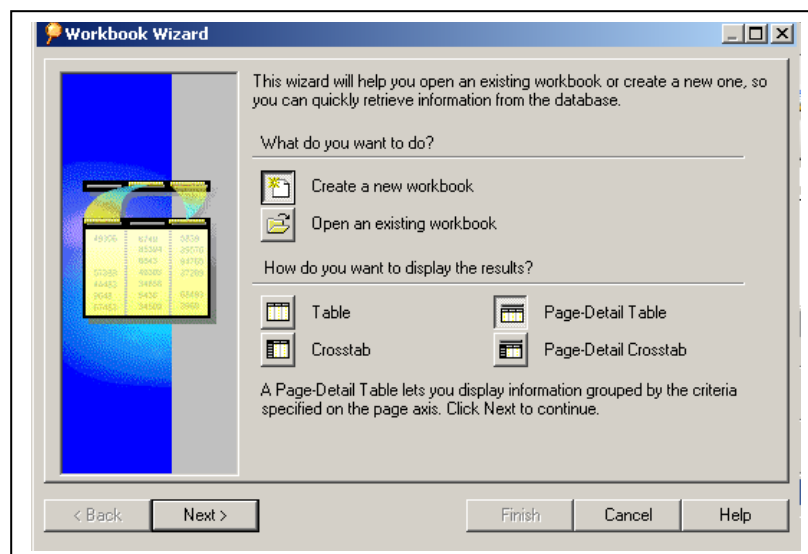 Workbook Wizard
This wizard will help you open an existing workbook or create a new one, so
you can quickly retrieve information from the database.
What do you want to do?
Create a new workbook
Open an existing workbook
How do you want to display the results?
Table
Page-Detail Table
Crosstab
Page-Detail Crosstab
A Page-Detail Table lets you display information grouped by the criteria
specified on the page axis. Click Next to continue.
< Back
Next >
Finish
Cancel
Help